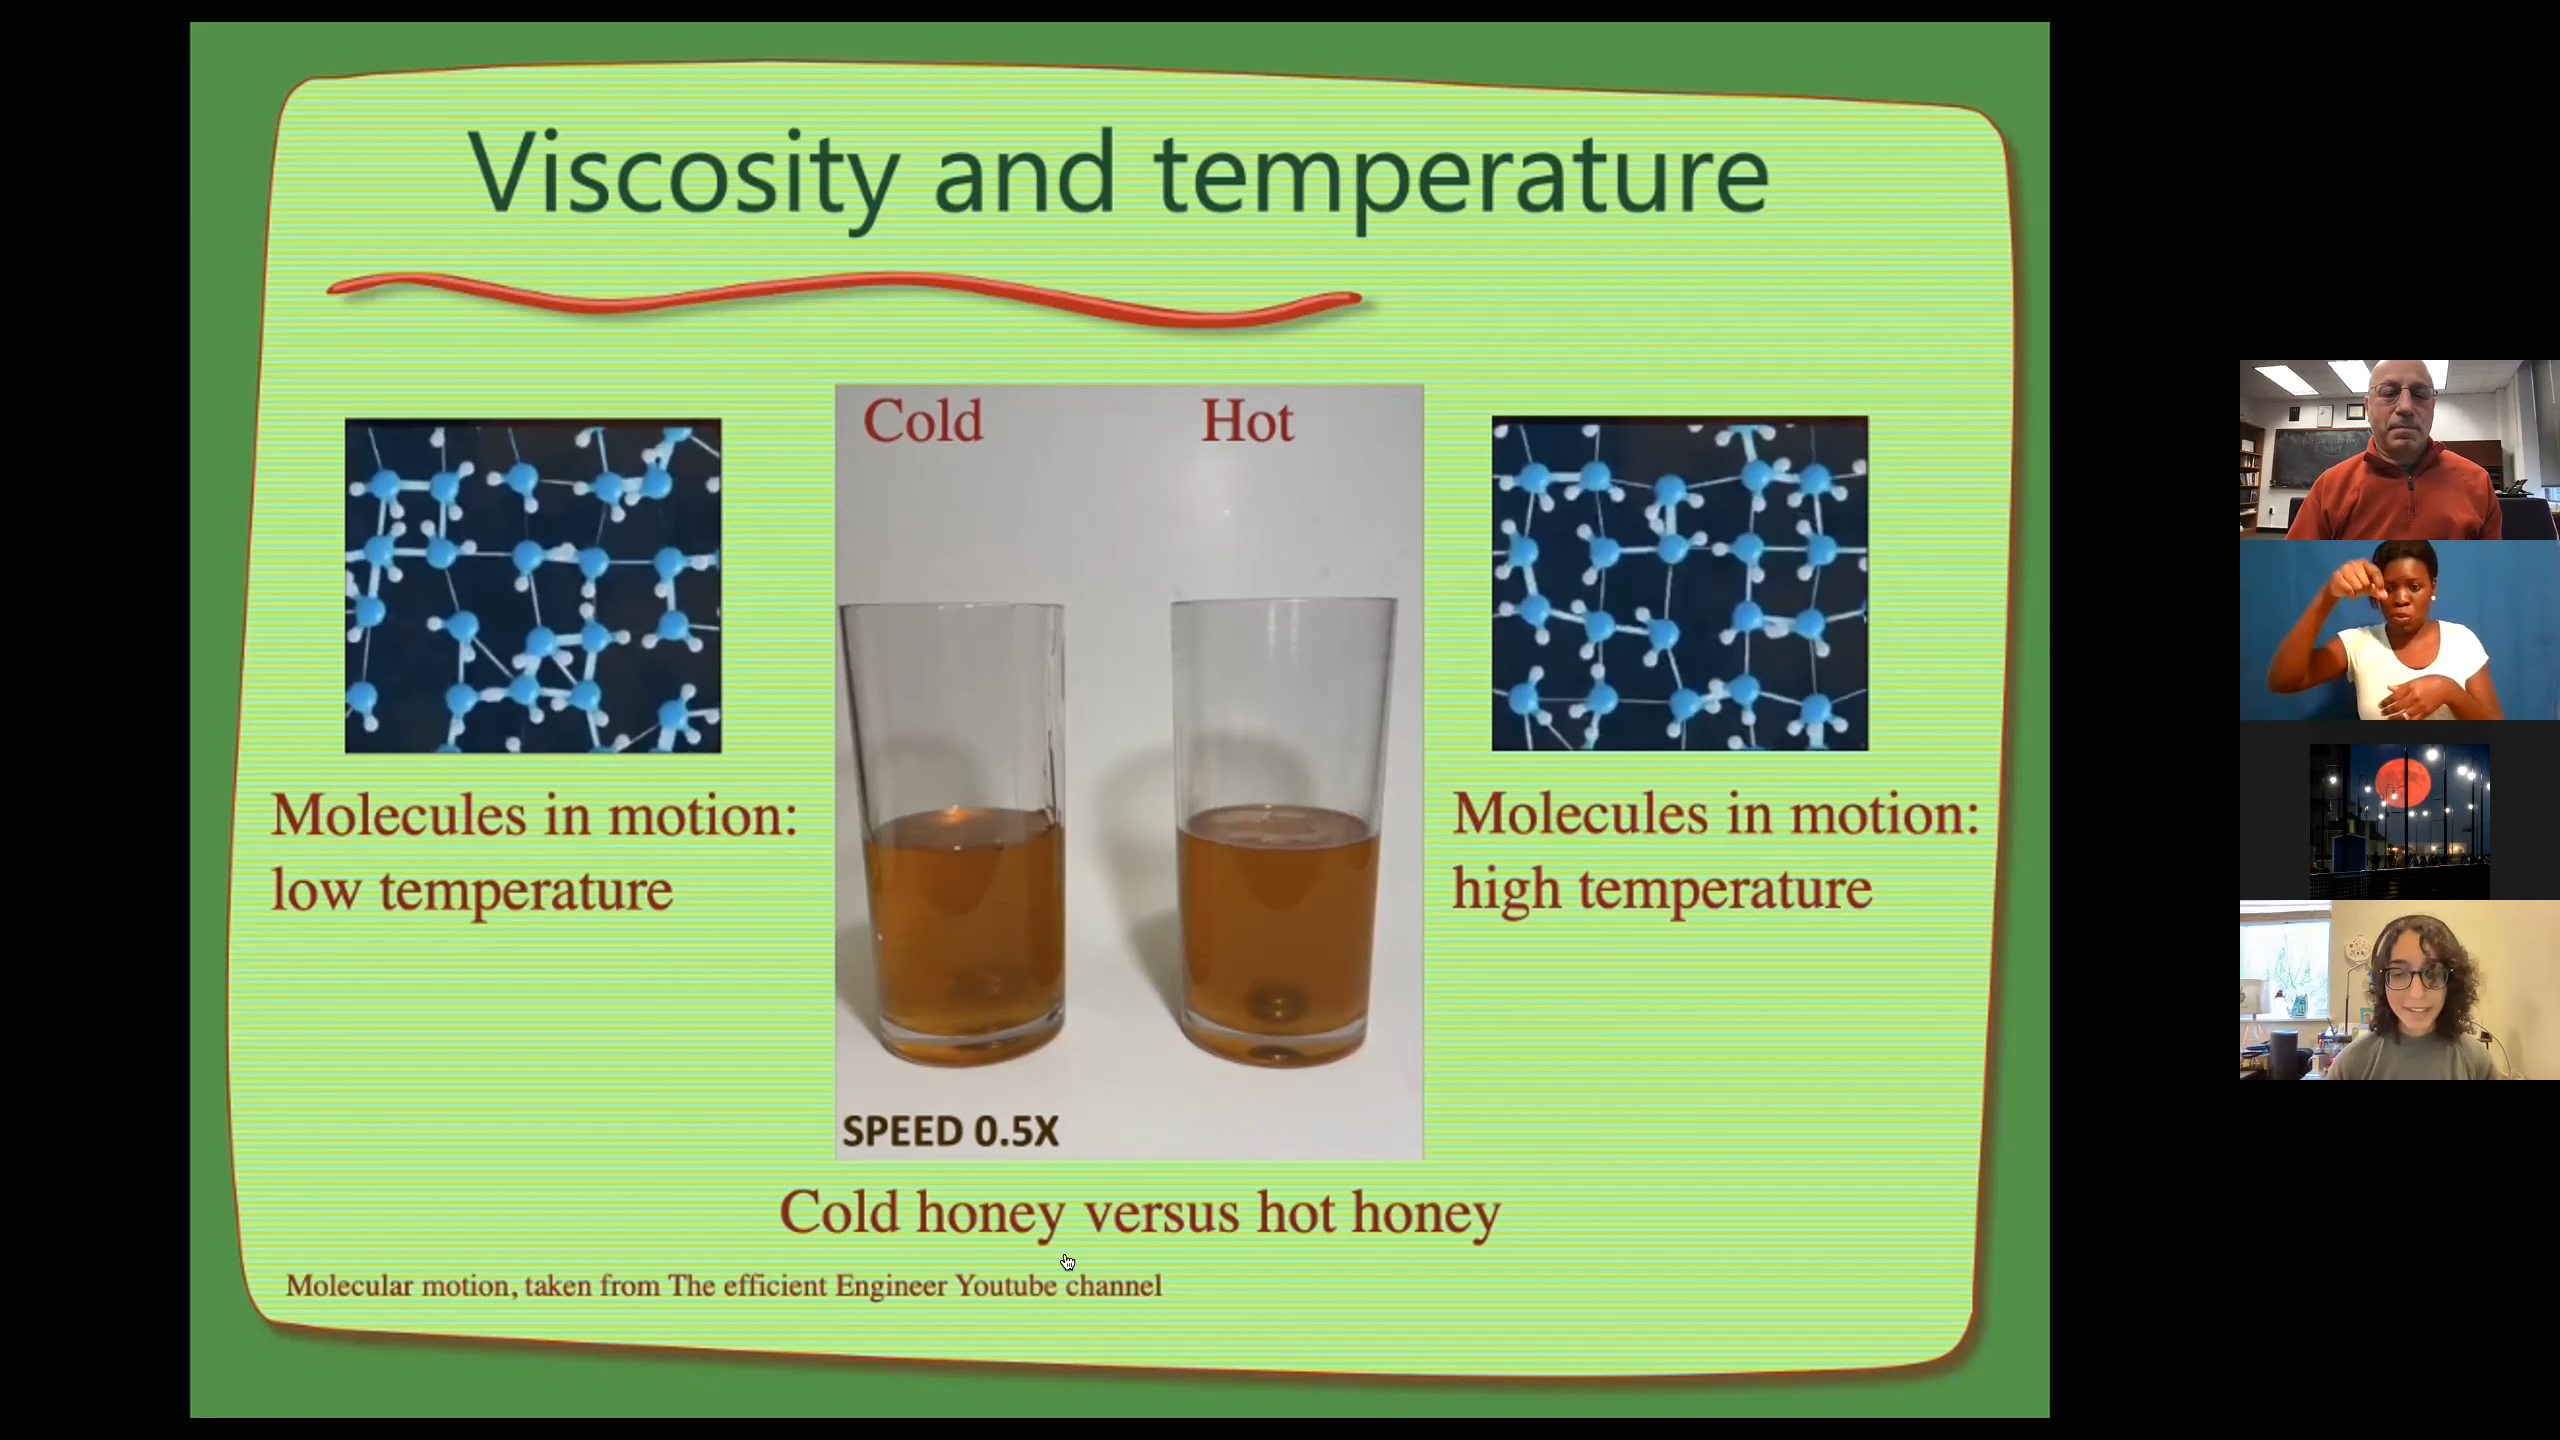 Viscosity and temperature
Cold
Hot
Molecules in motion:
low temperature
Molecules in motion:
high temperature
SPEED 0.5X
Cold honey versus hot honey
Molecular motion, taken from The efficient Engineer Youtube channel